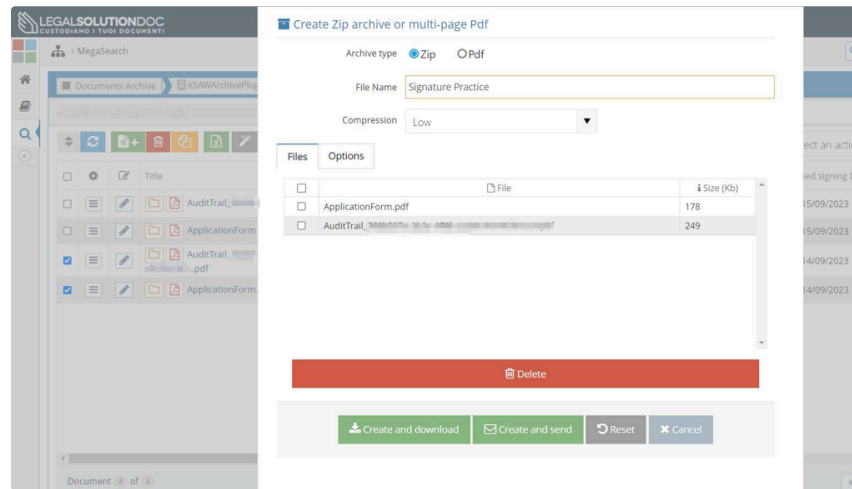 LEGALSOLUTIONDOC
CUSTODIAMO I TUOI DOCUMENTI
> MegaSearch
Documents Archive
eSAWArchivePlug
Title
AuditTrail_
ApplicationForm
AuditTrail_
..pdf
ApplicationForm.
Document 4 of 4
Create Zip archive or multi-page Pdf
Archive type Zip Pdf
File Name Signature Practice
Compression Low
Files Options
File Size (Kb)
ApplicationForm.pdf 178
AuditTrail_ 249
Delete
Create and download Create and send Reset Cancel
ect an acti
ed signing
15/09/2023
15/09/2023
14/09/2023
14/09/2023